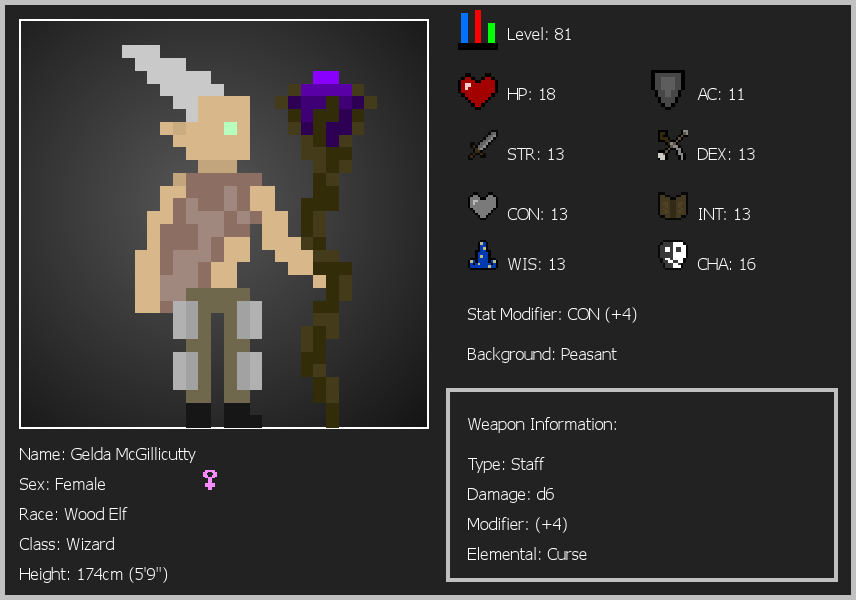 Level: 81
HP: 18
AC: 11
STR: 13
DEX: 13
CON: 13
INT: 13
WIS: 13
CHA: 16
Stat Modifier: CON (+4)
Background: Peasant
Weapon Information:
Type: Staff
Damage: d6
Modifier: (+4)
Elemental: Curse
Name: Gelda McGillicutty
Sex: Female
Race: Wood Elf
Class: Wizard
Height: 174cm (5'9")